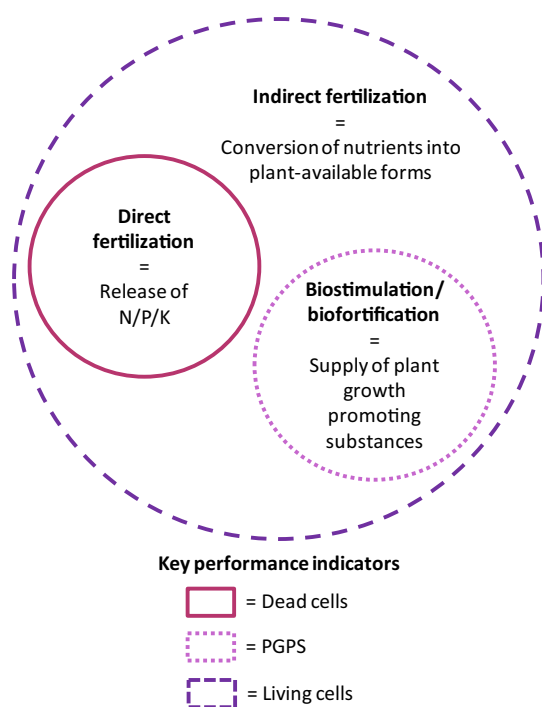 Indirect fertilization
=
Conversion of nutrients into
plant-available forms
Direct
fertilization
=
Release of
N/P/K
Biostimulation/
biofortification
=
Supply of plant
growth
promoting
substances
Key performance indicators
= Dead cells
= PGPS
= Living cells